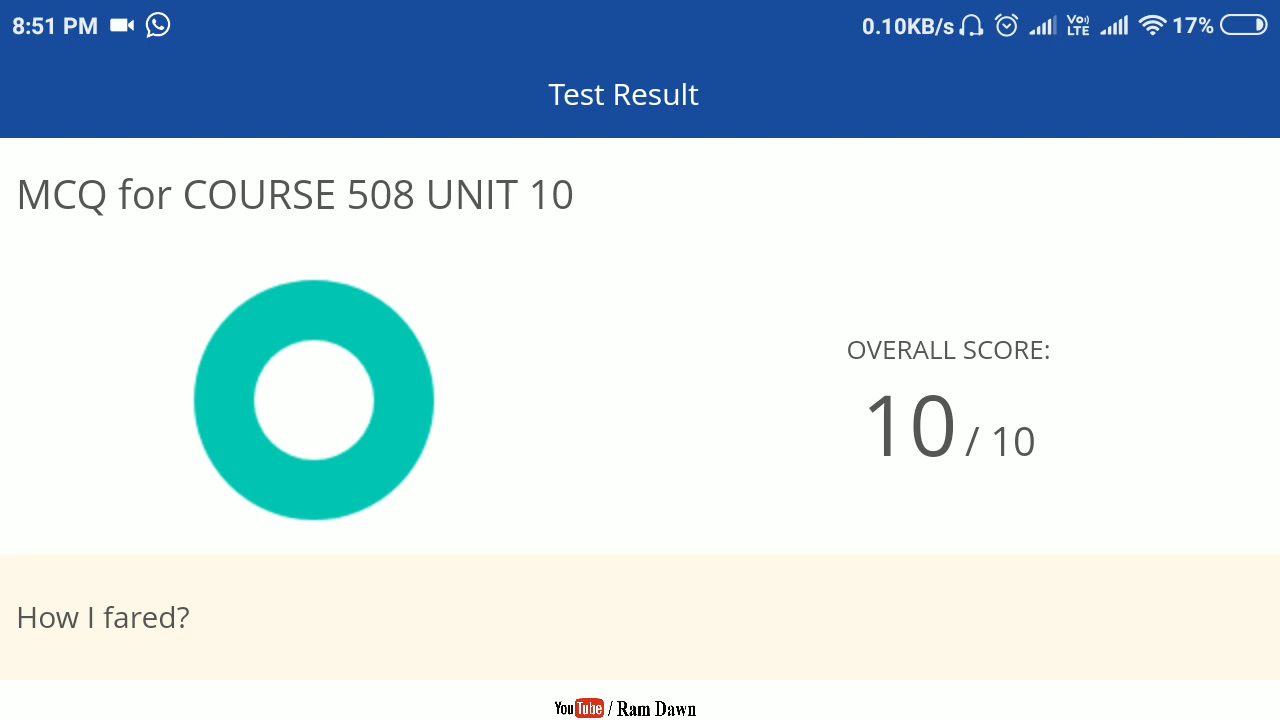 8:51 PM 0.10KB/s Vo)) LTE 17%
Test Result
MCQ for COURSE 508 UNIT 10
OVERALL SCORE:
10 / 10
How I fared?
YouTube / Ram Dawn